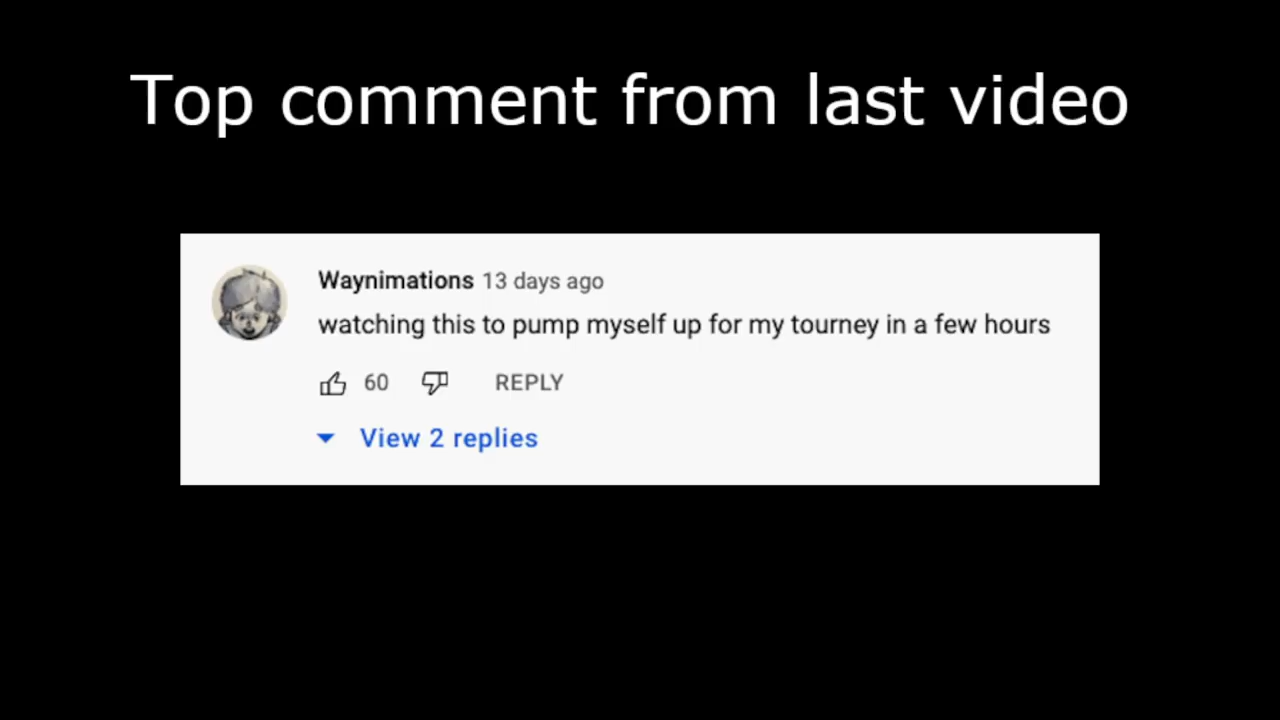 Top comment from last video
Waynimations 13 days ago
watching this to pump myself up for my tourney in a few hours
60 REPLY
View 2 replies